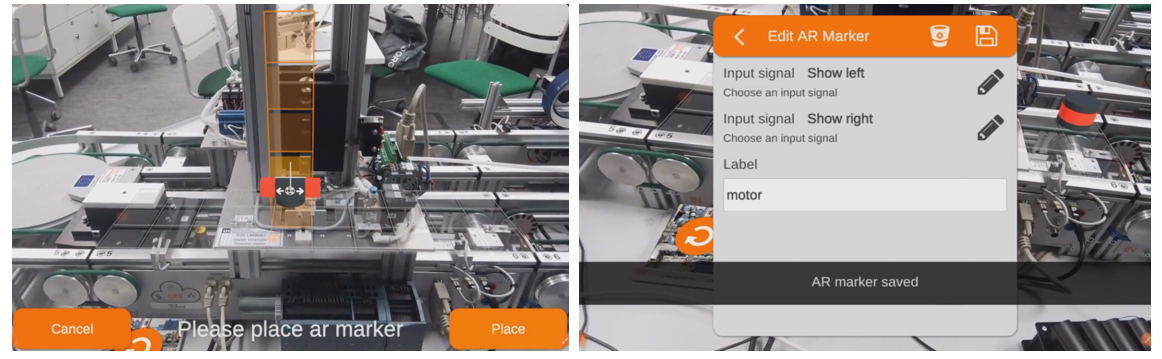 Please place ar marker
Cancel
Place
Edit AR Marker
Input signal Show left
Choose an input signal
Input signal Show right
Choose an input signal
Label
motor
AR marker saved